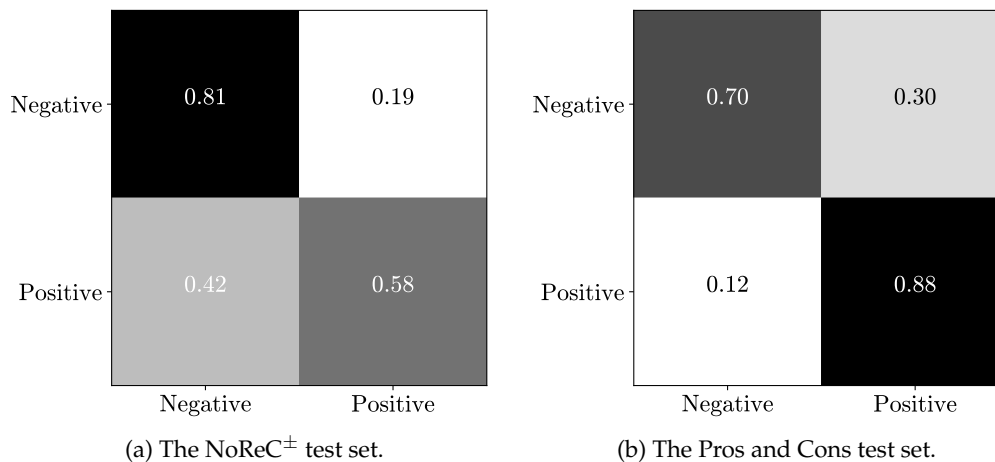 Negative 0.81 0.19
Positive 0.42 0.58
Negative Positive
(a) The NoReC± test set.
Negative 0.70 0.30
Positive 0.12 0.88
Negative Positive
(b) The Pros and Cons test set.